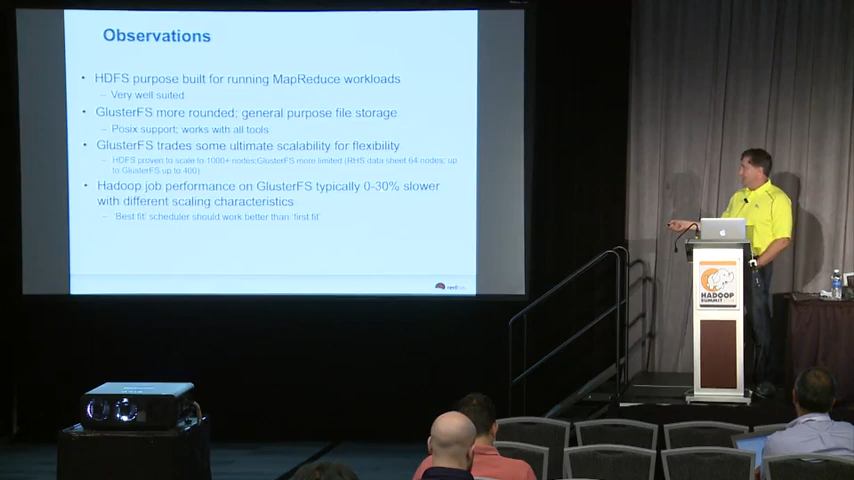 Observations
• HDFS purpose built for running MapReduce workloads
– Very well suited
• GlusterFS more rounded; general purpose file storage
– Posix support; works with all tools
• GlusterFS trades some ultimate scalability for flexibility
– HDFS proven to scale to 1000+ nodes;GlusterFS more limited (RHS data sheet 64 nodes; up
to GlusterFS up to 400)
• Hadoop job performance on GlusterFS typically 0-30% slower
with different scaling characteristics
– 'Best fit' scheduler should work better than 'first fit'
HADOOP
SUMMIT